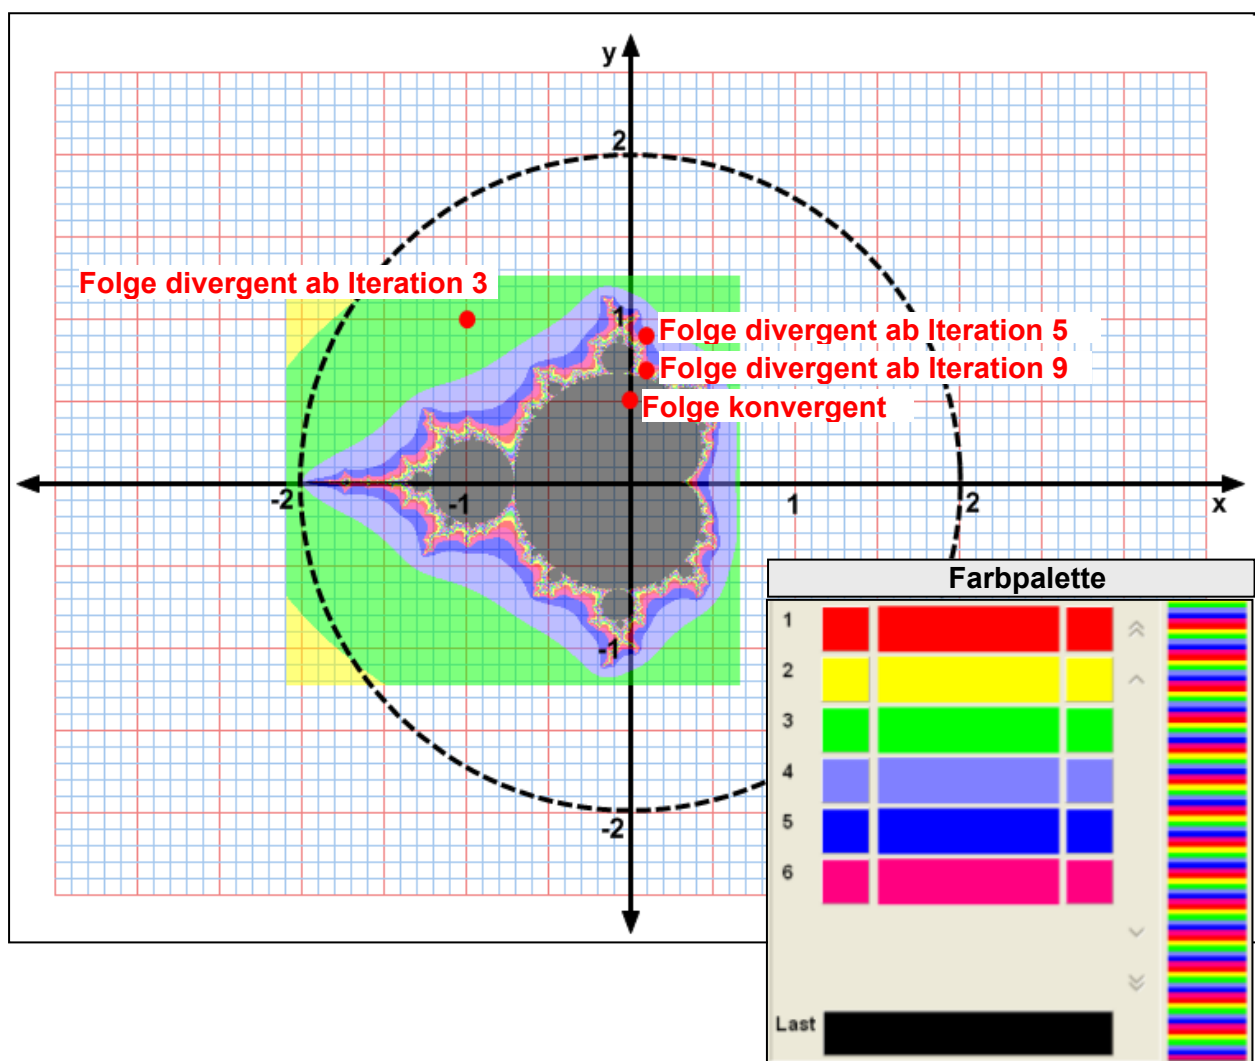 y
2
Folge divergent ab Iteration 3
1
Folge divergent ab Iteration 5
Folge divergent ab Iteration 9
Folge konvergent
-2
-1
1
2
x
-1
-2
Farbpalette
1
2
3
4
5
6
Last